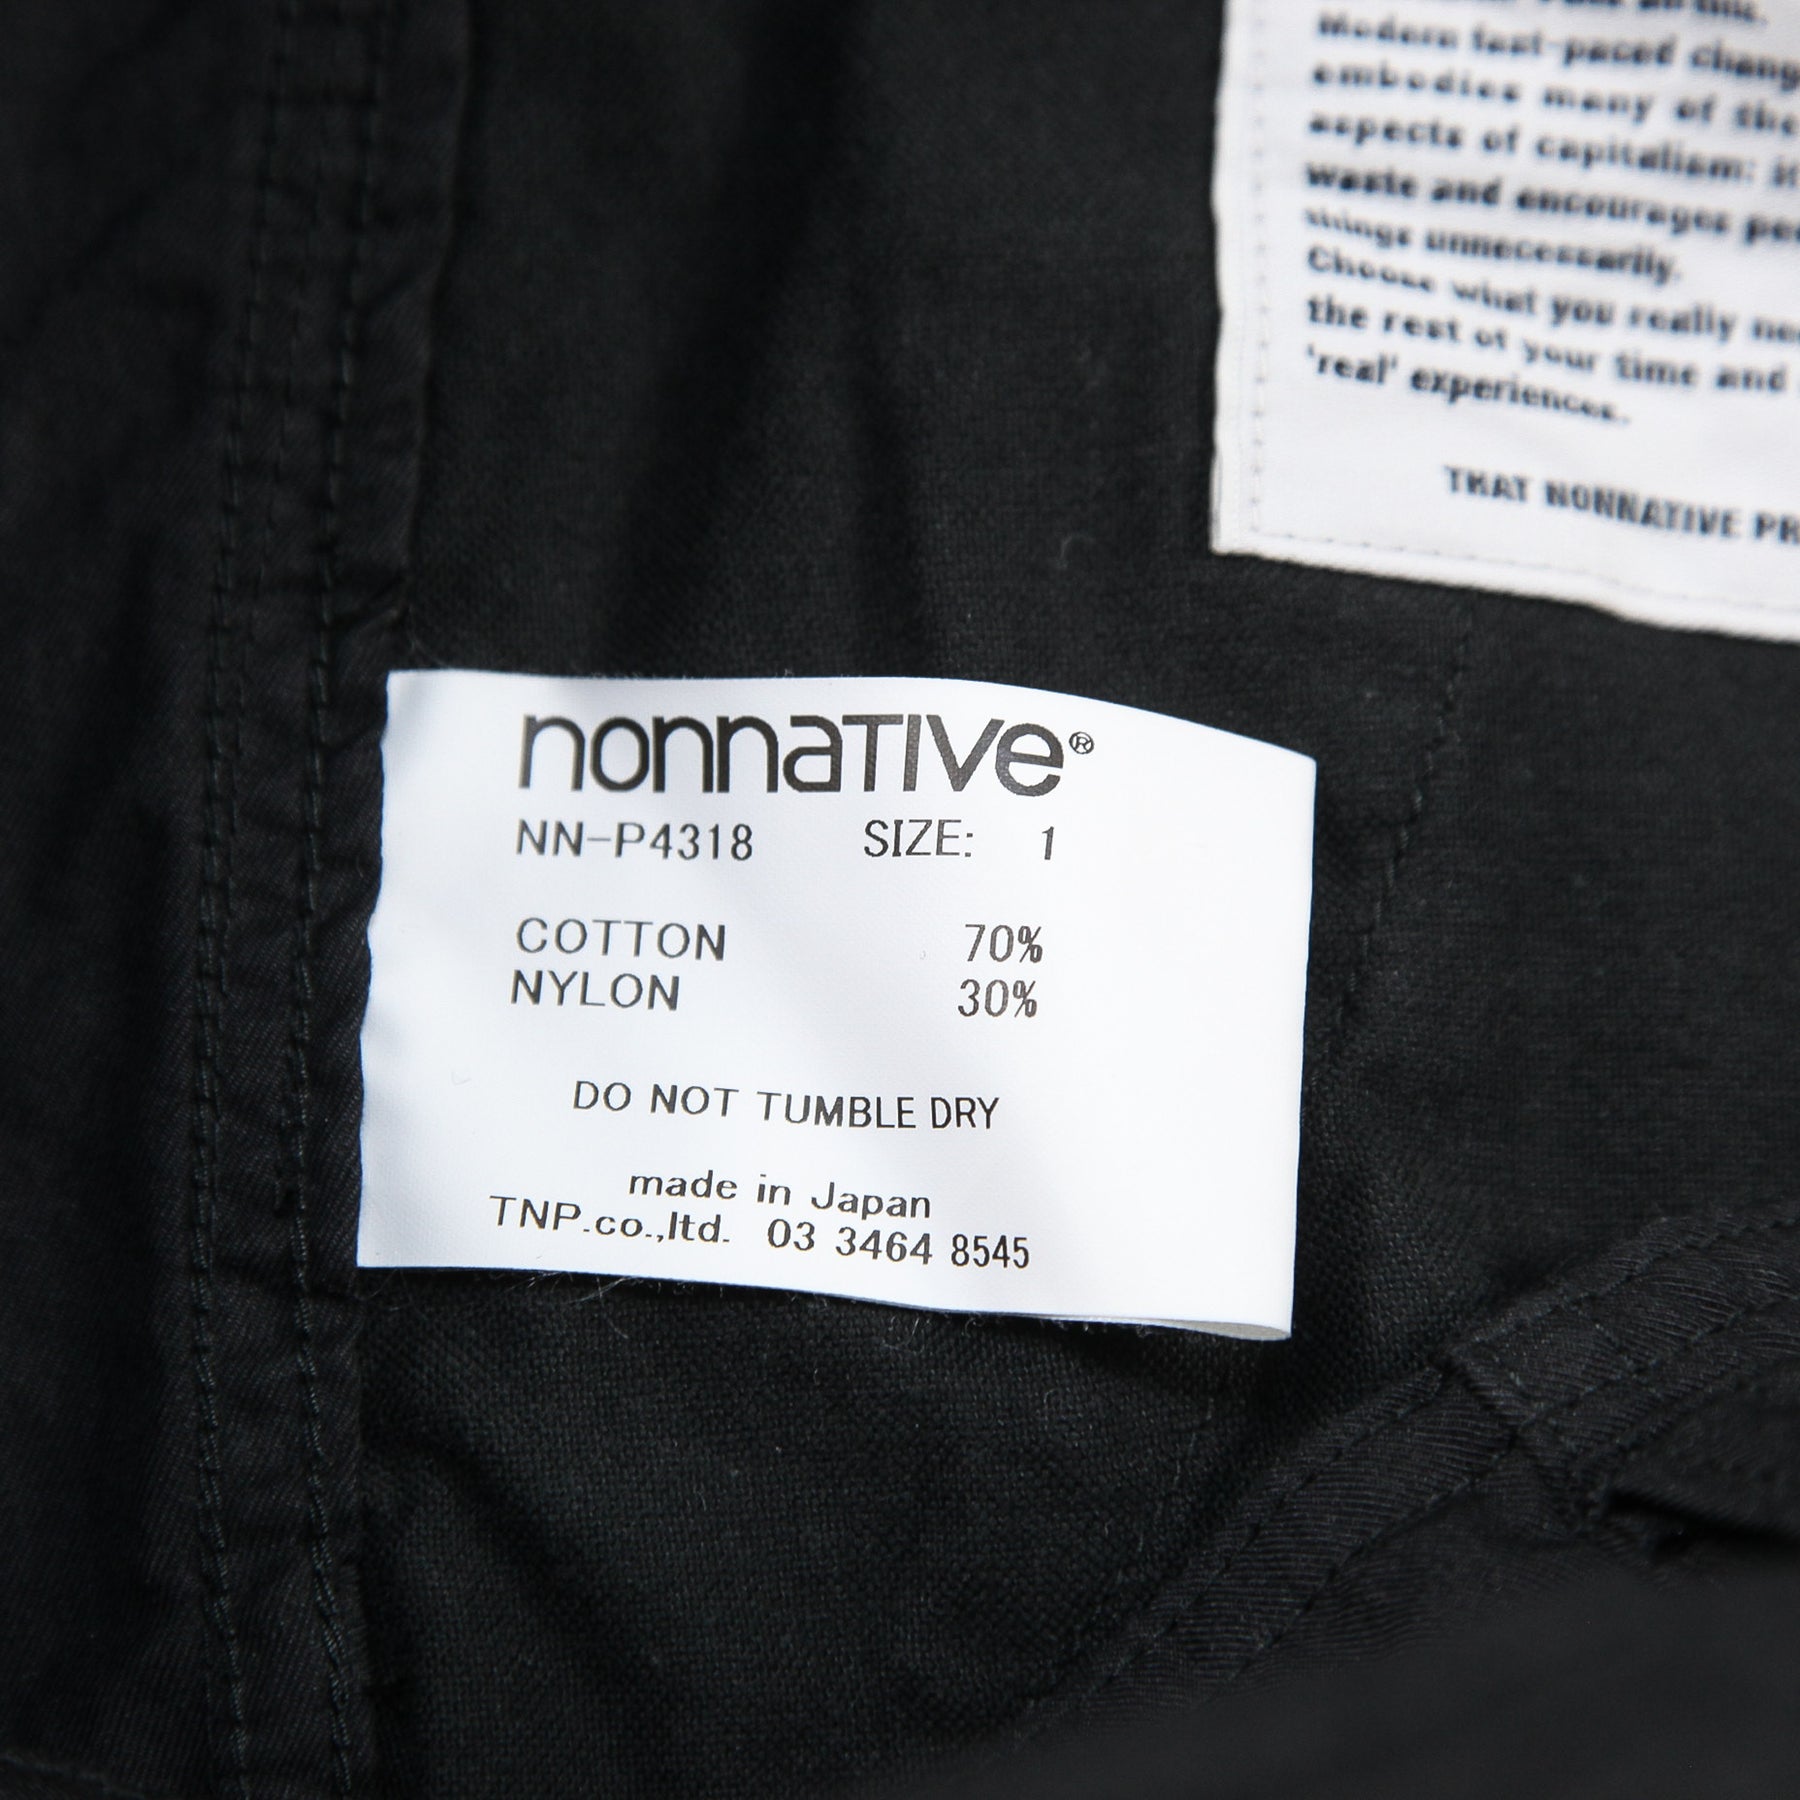 Modern fast-paced chang
embodies many of the
aspects of capitalism: it
waste and encourages pe
things unnecessarily.
Choose what you really ne
the rest of your time and
'real' experiences.
THAT NONNATIVE PR
nonnaTIVe®
NN-P4318 SIZE: 1
COTTON 70%
NYLON 30%
DO NOT TUMBLE DRY
made in Japan
TNP.co.,ltd. 03 3464 8545